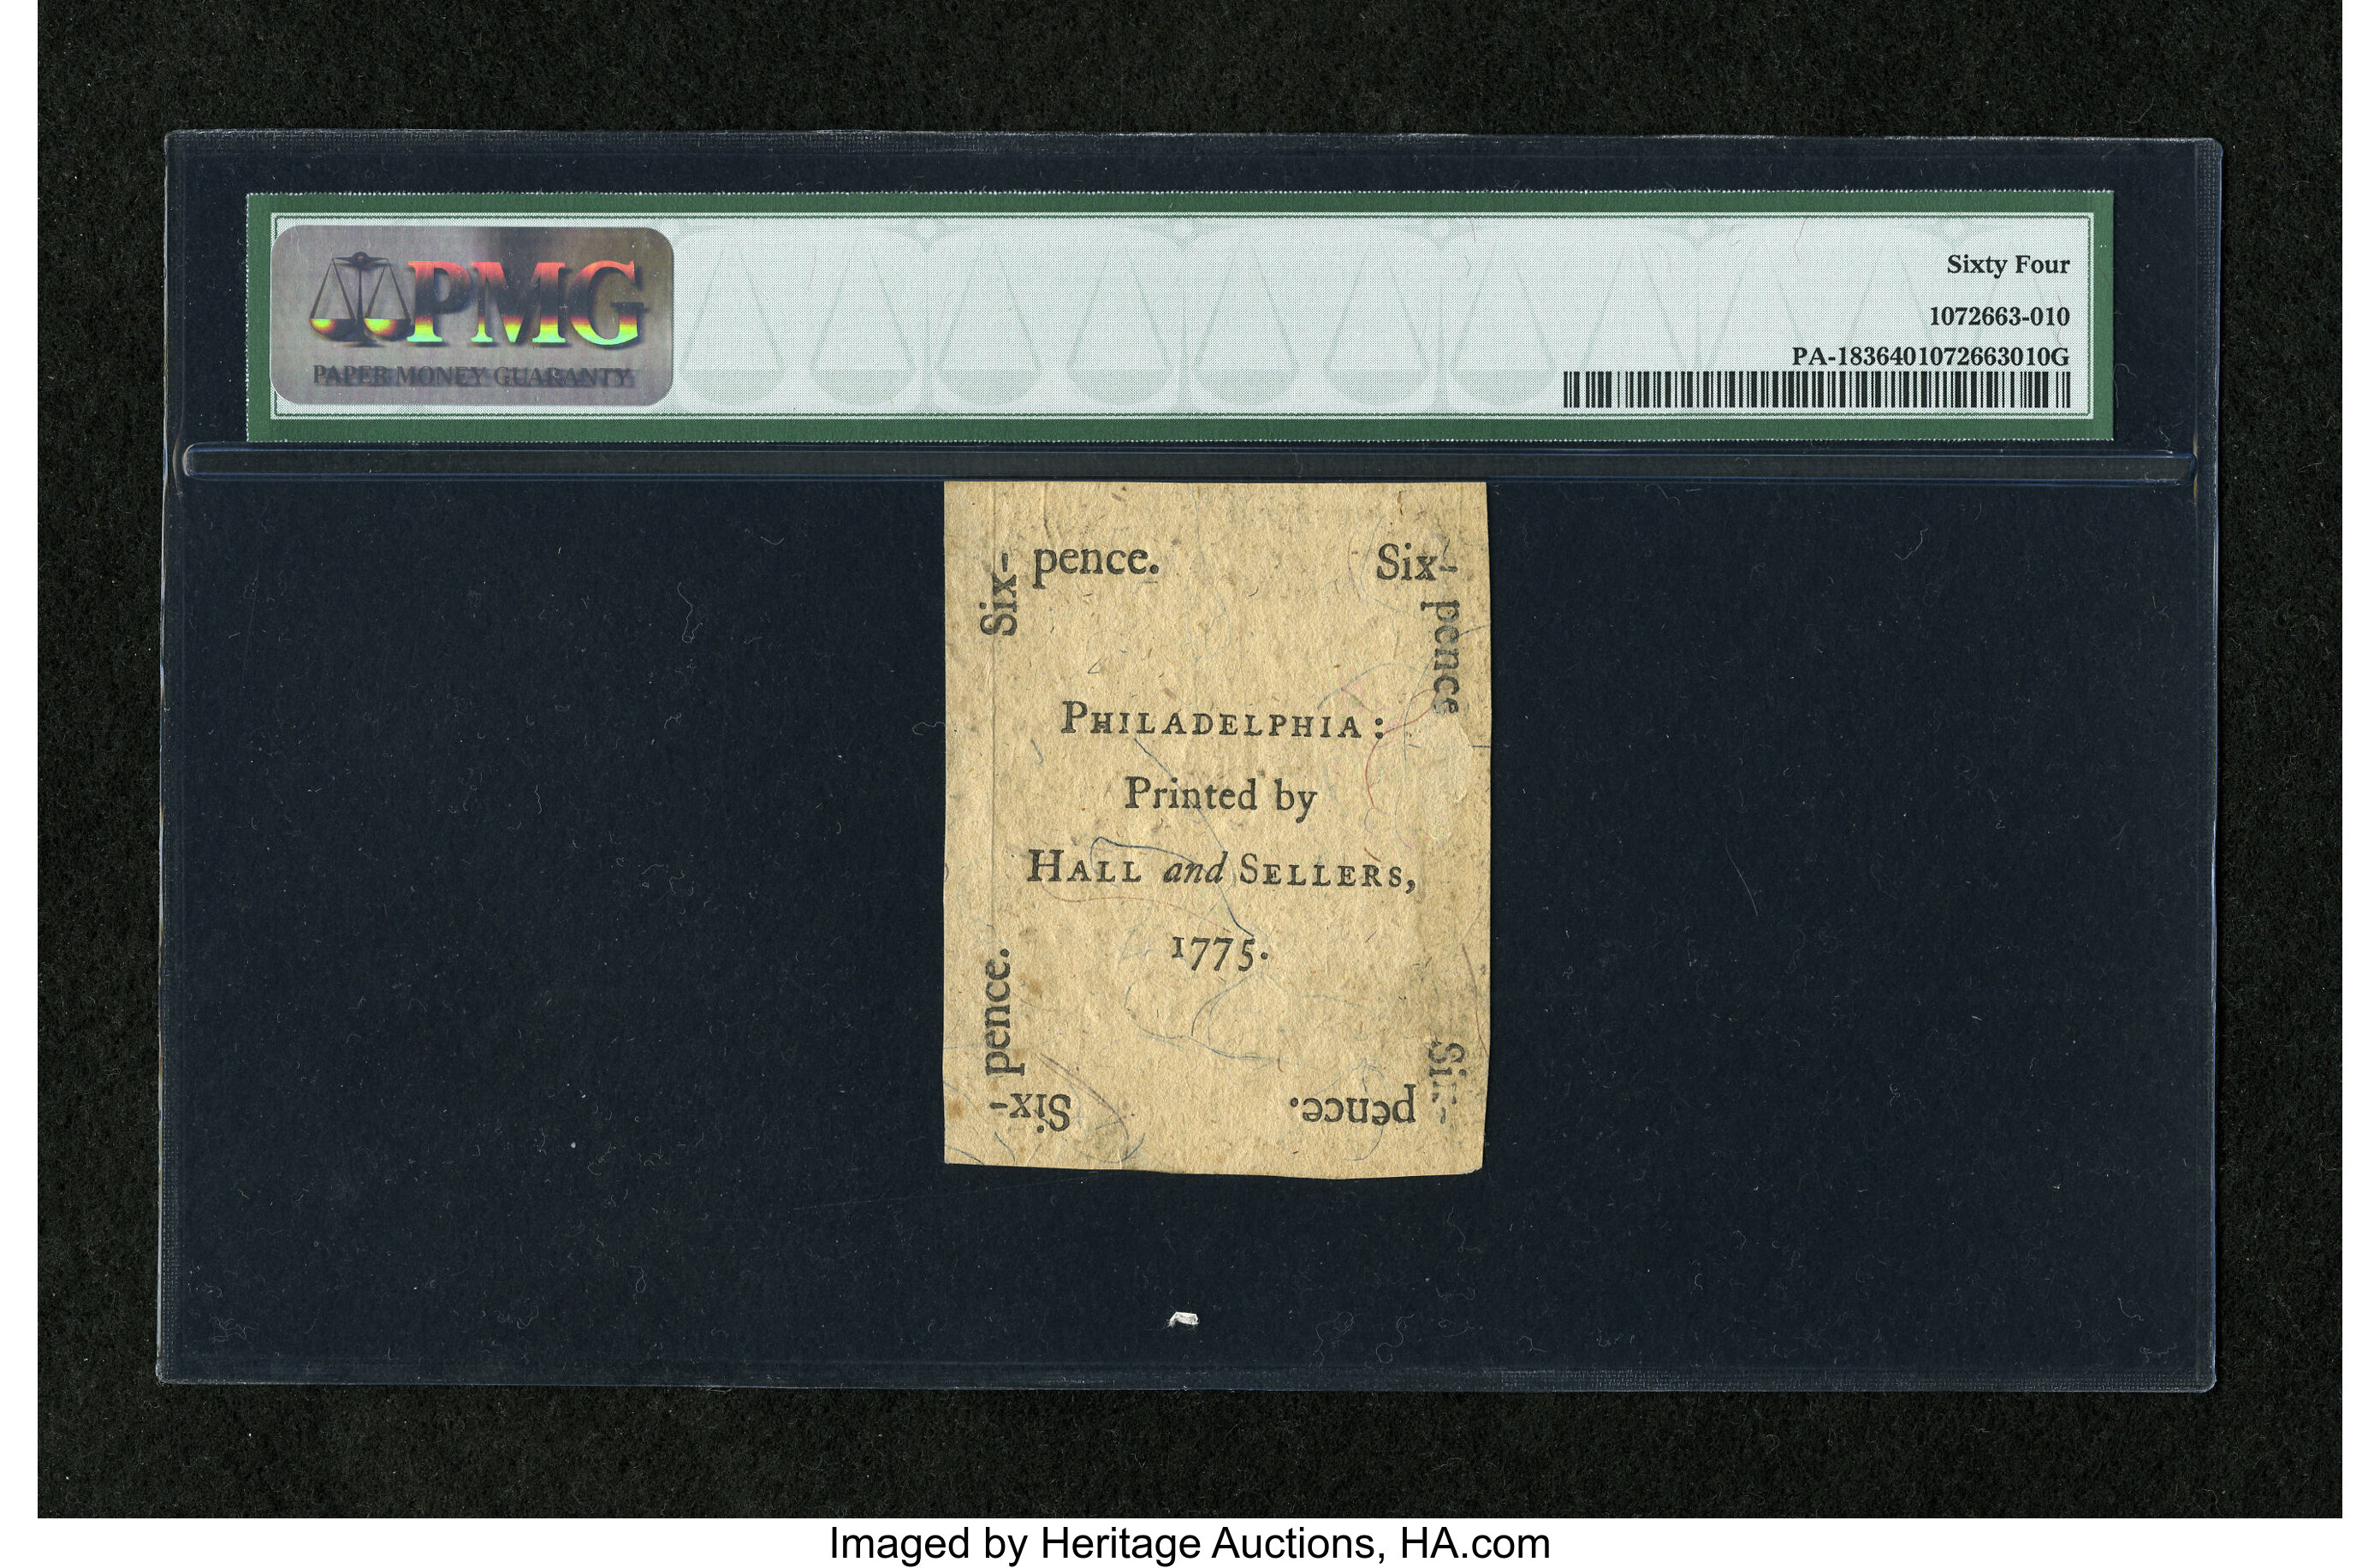 PMG
PAPER MONEY GUARANTY
Sixty Four
1072663-010
PA-1836401072663010G
Six- pence.
Six- pence
PHILADELPHIA:
Printed by
HALL and SELLERS,
1775.
Six- pence.
pence.
Six-
Imaged by Heritage Auctions, HA.com